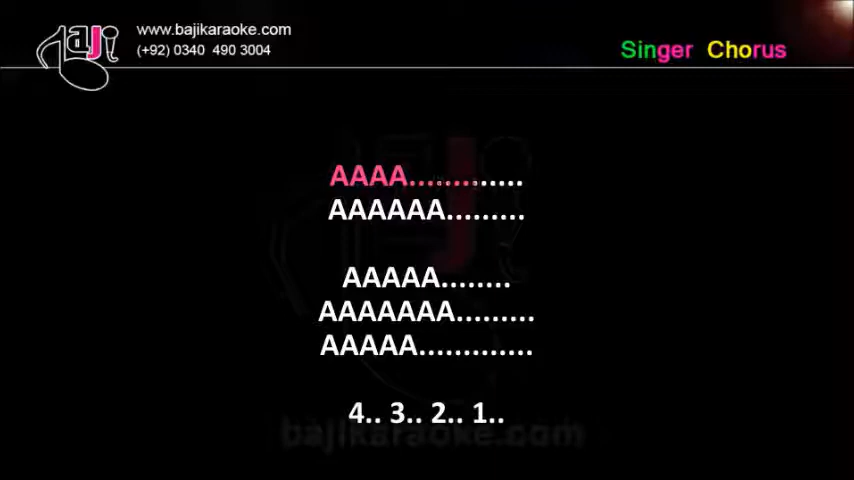 www.bajikaraoke.com
(+92) 0340 490 3004
baji
Singer Chorus
AAAA.............
AAAAAA.........
AAAAA........
AAAAAAA.........
AAAAA.............
4.. 3.. 2.. 1..
bajikaraoke.com